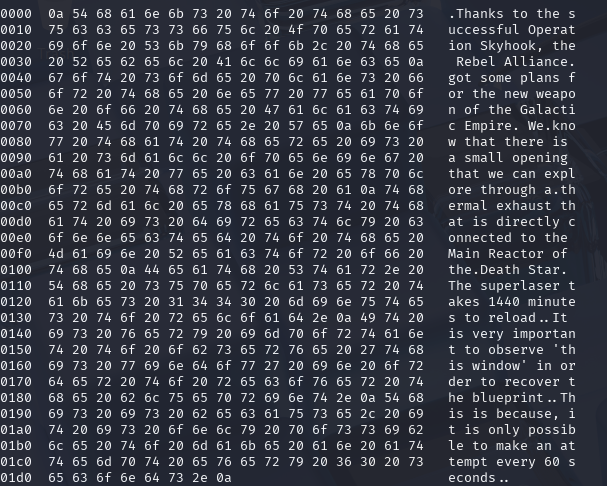 0000 0a 54 68 61 6e 6b 73 20 74 6f 20 74 68 65 20 73 .Thanks to the s
0010 75 63 63 65 73 73 66 75 6c 20 4f 70 65 72 61 74 uccessful Operat
0020 69 6f 6e 20 53 6b 79 68 6f 6f 6b 2c 20 74 68 65 ion Skyhook, the
0030 20 52 65 62 65 6c 20 41 6c 6c 69 61 6e 63 65 0a  Rebel Alliance.
0040 67 6f 74 20 73 6f 6d 65 20 70 6c 61 6e 73 20 66 got some plans f
0050 6f 72 20 74 68 65 20 6e 65 77 20 77 65 61 70 6f or the new weapo
0060 6e 20 6f 66 20 74 68 65 20 47 61 6c 61 63 74 69 n of the Galacti
0070 63 20 45 6d 70 69 72 65 2e 20 57 65 0a 6b 6e 6f c Empire. We.kno
0080 77 20 74 68 61 74 20 74 68 65 72 65 20 69 73 20 w that there is
0090 61 20 73 6d 61 6c 6c 20 6f 70 65 6e 69 6e 67 20 a small opening
00a0 74 68 61 74 20 77 65 20 63 61 6e 20 65 78 70 6c that we can expl
00b0 6f 72 65 20 74 68 72 6f 75 67 68 20 61 0a 74 68 ore through a.th
00c0 65 72 6d 61 6c 20 65 78 68 61 75 73 74 20 74 68 ermal exhaust th
00d0 61 74 20 69 73 20 64 69 72 65 63 74 6c 79 20 63 at is directly c
00e0 6f 6e 6e 65 63 74 65 64 20 74 6f 20 74 68 65 20 onnected to the
00f0 4d 61 69 6e 20 52 65 61 63 74 6f 72 20 6f 66 20 Main Reactor of
0100 74 68 65 0a 44 65 61 74 68 20 53 74 61 72 2e 20 the.Death Star.
0110 54 68 65 20 73 75 70 65 72 6c 61 73 65 72 20 74 The superlaser t
0120 61 6b 65 73 20 31 34 34 30 20 6d 69 6e 75 74 65 akes 1440 minute
0130 73 20 74 6f 20 72 65 6c 6f 61 64 2e 0a 49 74 20 s to reload..It
0140 69 73 20 76 65 72 79 20 69 6d 70 6f 72 74 61 6e is very importan
0150 74 20 74 6f 20 6f 62 73 65 72 76 65 20 27 74 68 t to observe 'th
0160 69 73 20 77 69 6e 64 6f 77 27 20 69 6e 20 6f 72 is window' in or
0170 64 65 72 20 74 6f 20 72 65 63 6f 76 65 72 20 74 der to recover t
0180 68 65 20 62 6c 75 65 70 72 69 6e 74 2e 0a 54 68 he blueprint..Th
0190 69 73 20 69 73 20 62 65 63 61 75 73 65 2c 20 69 is is because, i
01a0 74 20 69 73 20 6f 6e 6c 79 20 70 6f 73 73 69 62 t is only possib
01b0 6c 65 20 74 6f 20 6d 61 6b 65 20 61 6e 20 61 74 le to make an at
01c0 74 65 6d 70 74 20 65 76 65 72 79 20 36 30 20 73 tempt every 60 s
01d0 65 63 6f 6e 64 73 2e 0a econds..